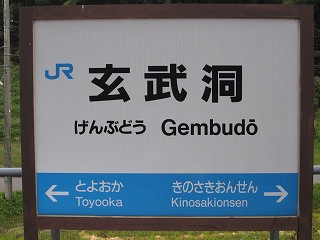 JR 玄武洞
げんぶどう Gembudō
← とよおか きのさきおんせん →
Toyooka Kinosakionsen